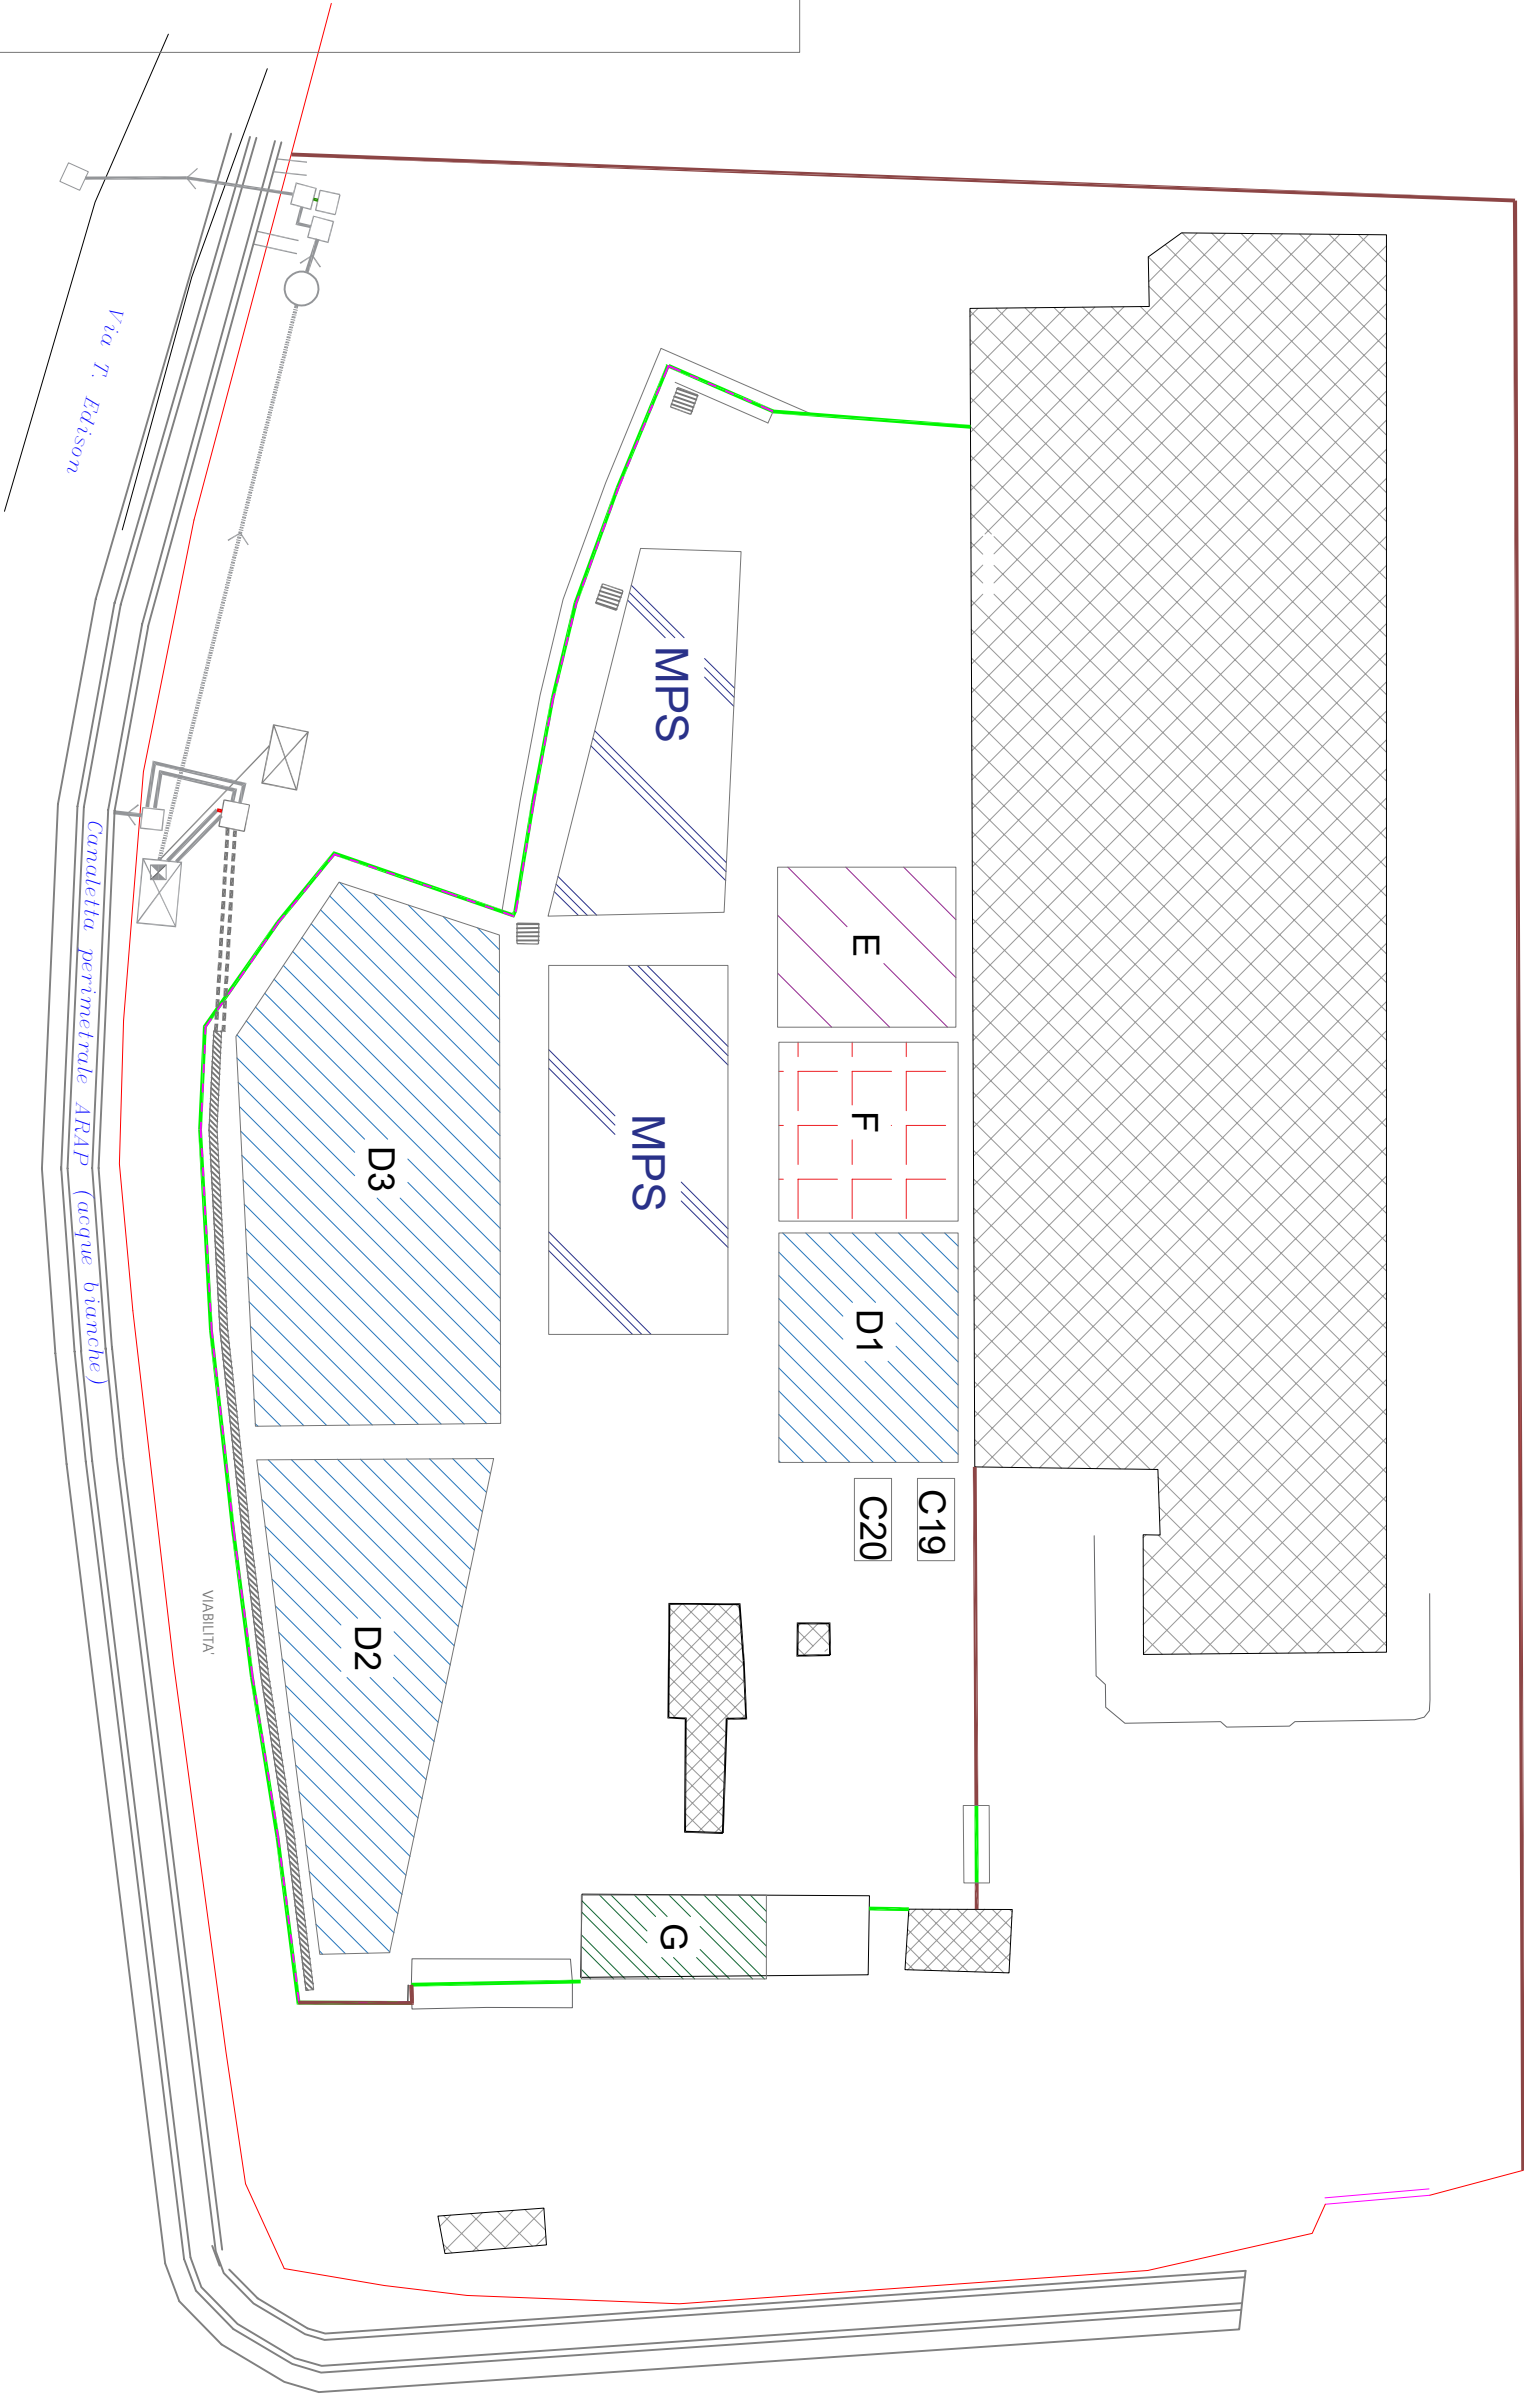 Via T. Edison
Canaletta perimetrale ARAP (acque bianche)
VIABILITA'
MPS
MPS
E
F
D1
D3
D2
C19
C20
G